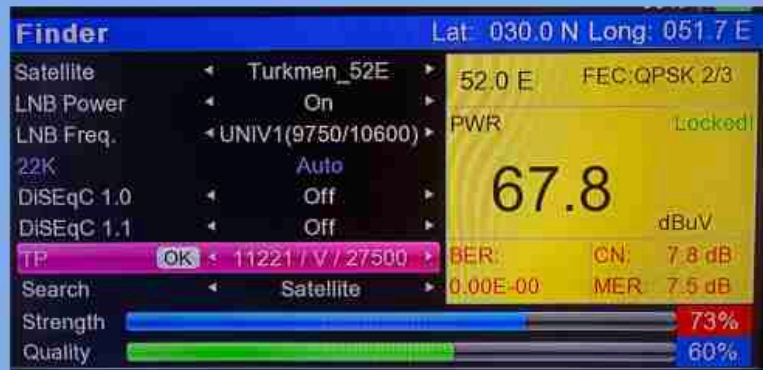 Finder Lat: 030.0 N Long: 051.7 E
Satellite Turkmen_52E
LNB Power On
LNB Freq. UNIV1(9750/10600)
22K Auto
DiSEqC 1.0 Off
DiSEqC 1.1 Off
TP OK 11221 / V / 27500
Search Satellite
52.0 E FEC:QPSK 2/3
PWR Locked!
67.8
dBuV
BER: CN: 7.8 dB
0.00E-00 MER: 7.5 dB
Strength 73%
Quality 60%